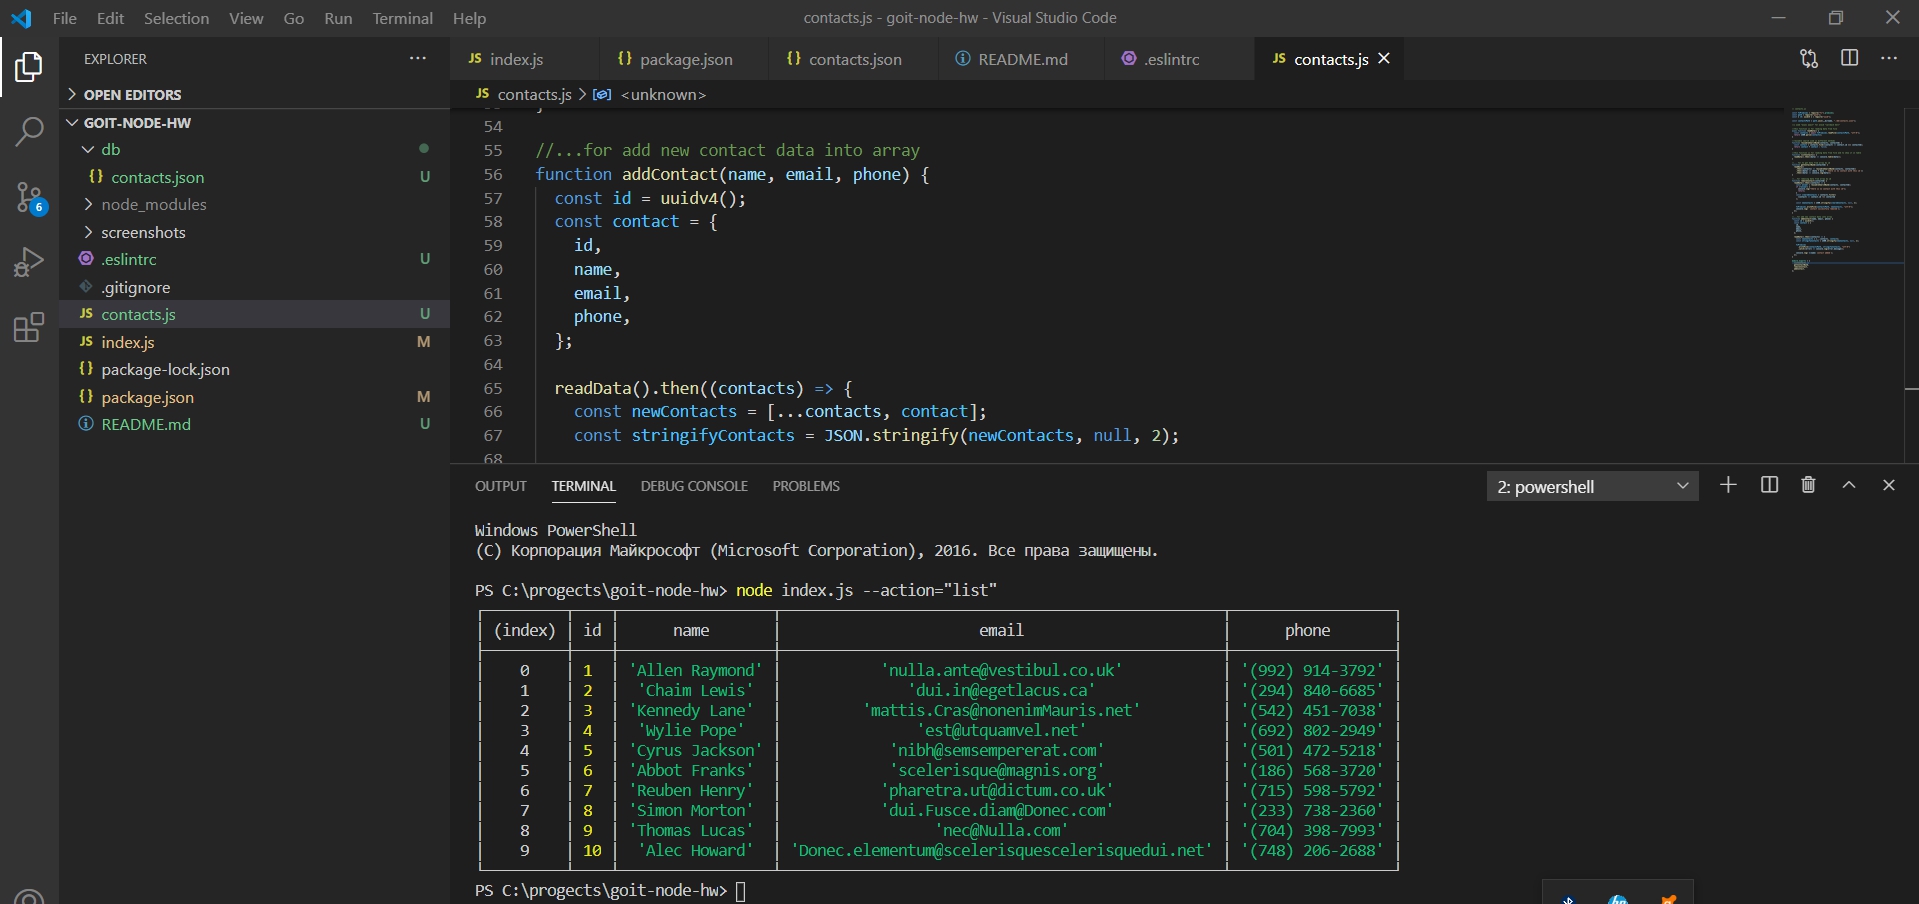 File Edit Selection View Go Run Terminal Help
contacts.js - goit-node-hw - Visual Studio Code
EXPLORER
OPEN EDITORS
GOIT-NODE-HW
db
{} contacts.json U
node_modules
screenshots
.eslintrc U
.gitignore
JS contacts.js U
JS index.js M
{} package-lock.json
{} package.json M
README.md U
6
JS index.js {} package.json {} contacts.json README.md .eslintrc JS contacts.js
JS contacts.js > <unknown>
54
55 //...for add new contact data into array
56 function addContact(name, email, phone) {
57 const id = uuidv4();
58 const contact = {
59 id,
60 name,
61 email,
62 phone,
63 };
64
65 readData().then((contacts) => {
66 const newContacts = [...contacts, contact];
67 const stringifyContacts = JSON.stringify(newContacts, null, 2);
68
OUTPUT TERMINAL DEBUG CONSOLE PROBLEMS
2: powershell
Windows PowerShell
(C) Корпорация Майкрософт (Microsoft Corporation), 2016. Все права защищены.
PS C:\progects\goit-node-hw> node index.js --action="list"
(index) id name email phone
0 1 'Allen Raymond' 'nulla.ante@vestibul.co.uk' '(992) 914-3792'
1 2 'Chaim Lewis' 'dui.in@egetlacus.ca' '(294) 840-6685'
2 3 'Kennedy Lane' 'mattis.Cras@nonenimMauris.net' '(542) 451-7038'
3 4 'Wylie Pope' 'est@utquamvel.net' '(692) 802-2949'
4 5 'Cyrus Jackson' 'nibh@semsempererat.com' '(501) 472-5218'
5 6 'Abbot Franks' 'scelerisque@magnis.org' '(186) 568-3720'
6 7 'Reuben Henry' 'pharetra.ut@dictum.co.uk' '(715) 598-5792'
7 8 'Simon Morton' 'dui.Fusce.diam@Donec.com' '(233) 738-2360'
8 9 'Thomas Lucas' 'nec@Nulla.com' '(704) 398-7993'
9 10 'Alec Howard' 'Donec.elementum@scelerisquescelerisquedui.net' '(748) 206-2688'
PS C:\progects\goit-node-hw>